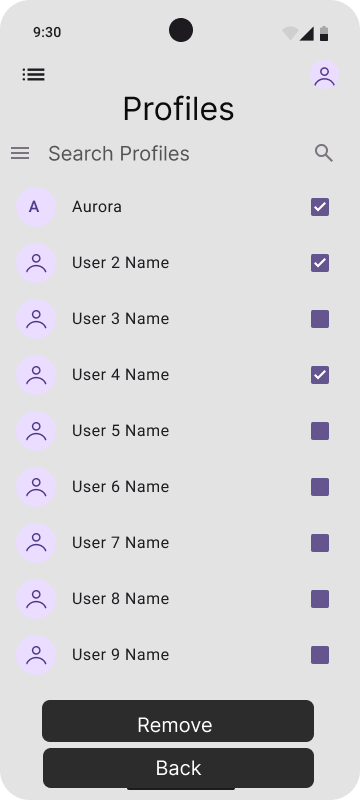 9:30
Profiles
Search Profiles
A Aurora
User 2 Name
User 3 Name
User 4 Name
User 5 Name
User 6 Name
User 7 Name
User 8 Name
User 9 Name
Remove
Back